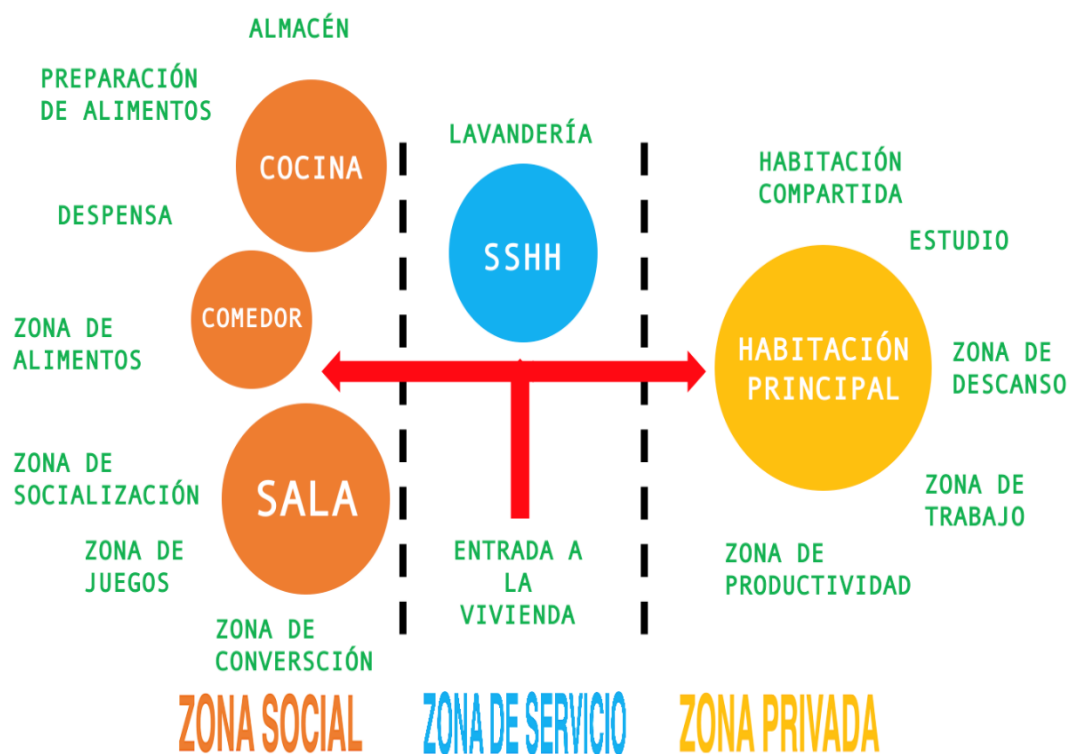 ALMACÉN
PREPARACIÓN
DE ALIMENTOS
COCINA
DESPENSA
COMEDOR
ZONA DE
ALIMENTOS
ZONA DE
SOCIALIZACIÓN
SALA
ZONA DE
JUEGOS
ZONA DE
CONVERSCIÓN
LAVANDERÍA
SSHH
ENTRADA A
LA
VIVIENDA
HABITACIÓN
COMPARTIDA
ESTUDIO
HABITACIÓN
PRINCIPAL
ZONA DE
DESCANSO
ZONA DE
TRABAJO
ZONA DE
PRODUCTIVIDAD
ZONA SOCIAL
ZONA DE SERVICIO
ZONA PRIVADA